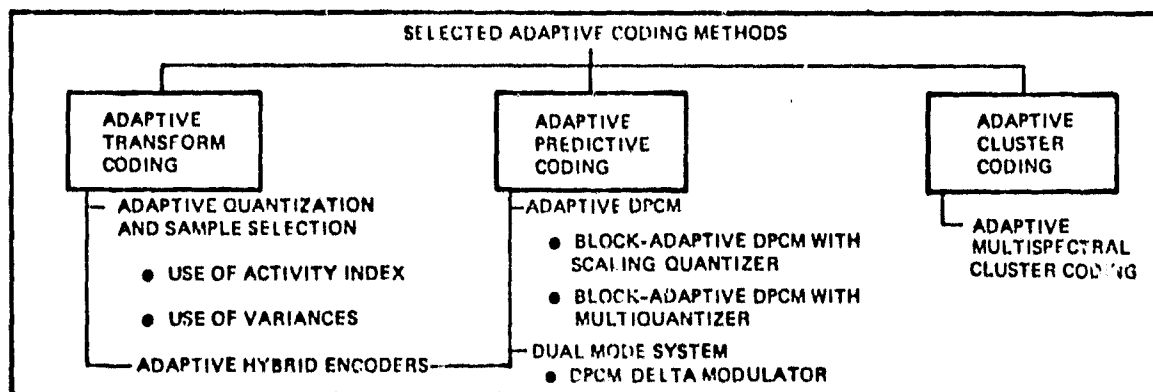 SELECTED ADAPTIVE CODING METHODS
ADAPTIVE
TRANSFORM
CODING
ADAPTIVE QUANTIZATION
AND SAMPLE SELECTION
● USE OF ACTIVITY INDEX
● USE OF VARIANCES
ADAPTIVE HYBRID ENCODERS
ADAPTIVE
PREDICTIVE
CODING
ADAPTIVE DPCM
● BLOCK-ADAPTIVE DPCM WITH
SCALING QUANTIZER
● BLOCK-ADAPTIVE DPCM WITH
MULTIQUANTIZER
DUAL MODE SYSTEM
● DPCM DELTA MODULATOR
ADAPTIVE
CLUSTER
CODING
ADAPTIVE
MULTISPECTRAL
CLUSTER CODING